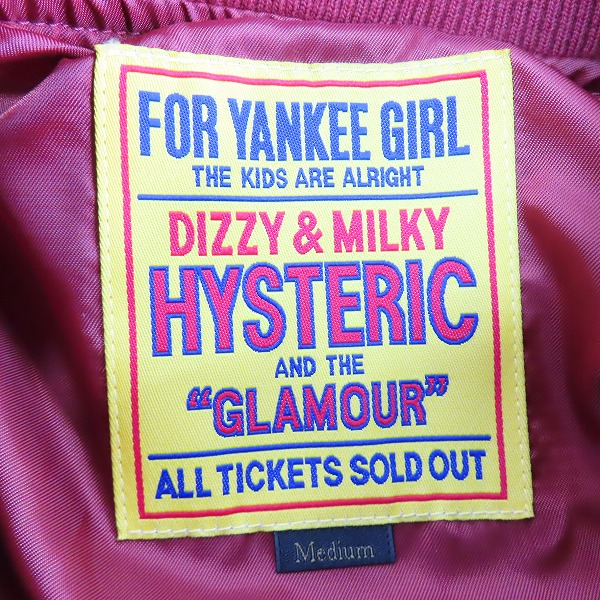 FOR YANKEE GIRL
THE KIDS ARE ALRIGHT
DIZZY & MILKY
HYSTERIC
AND THE
“GLAMOUR”
ALL TICKETS SOLD OUT
Medium